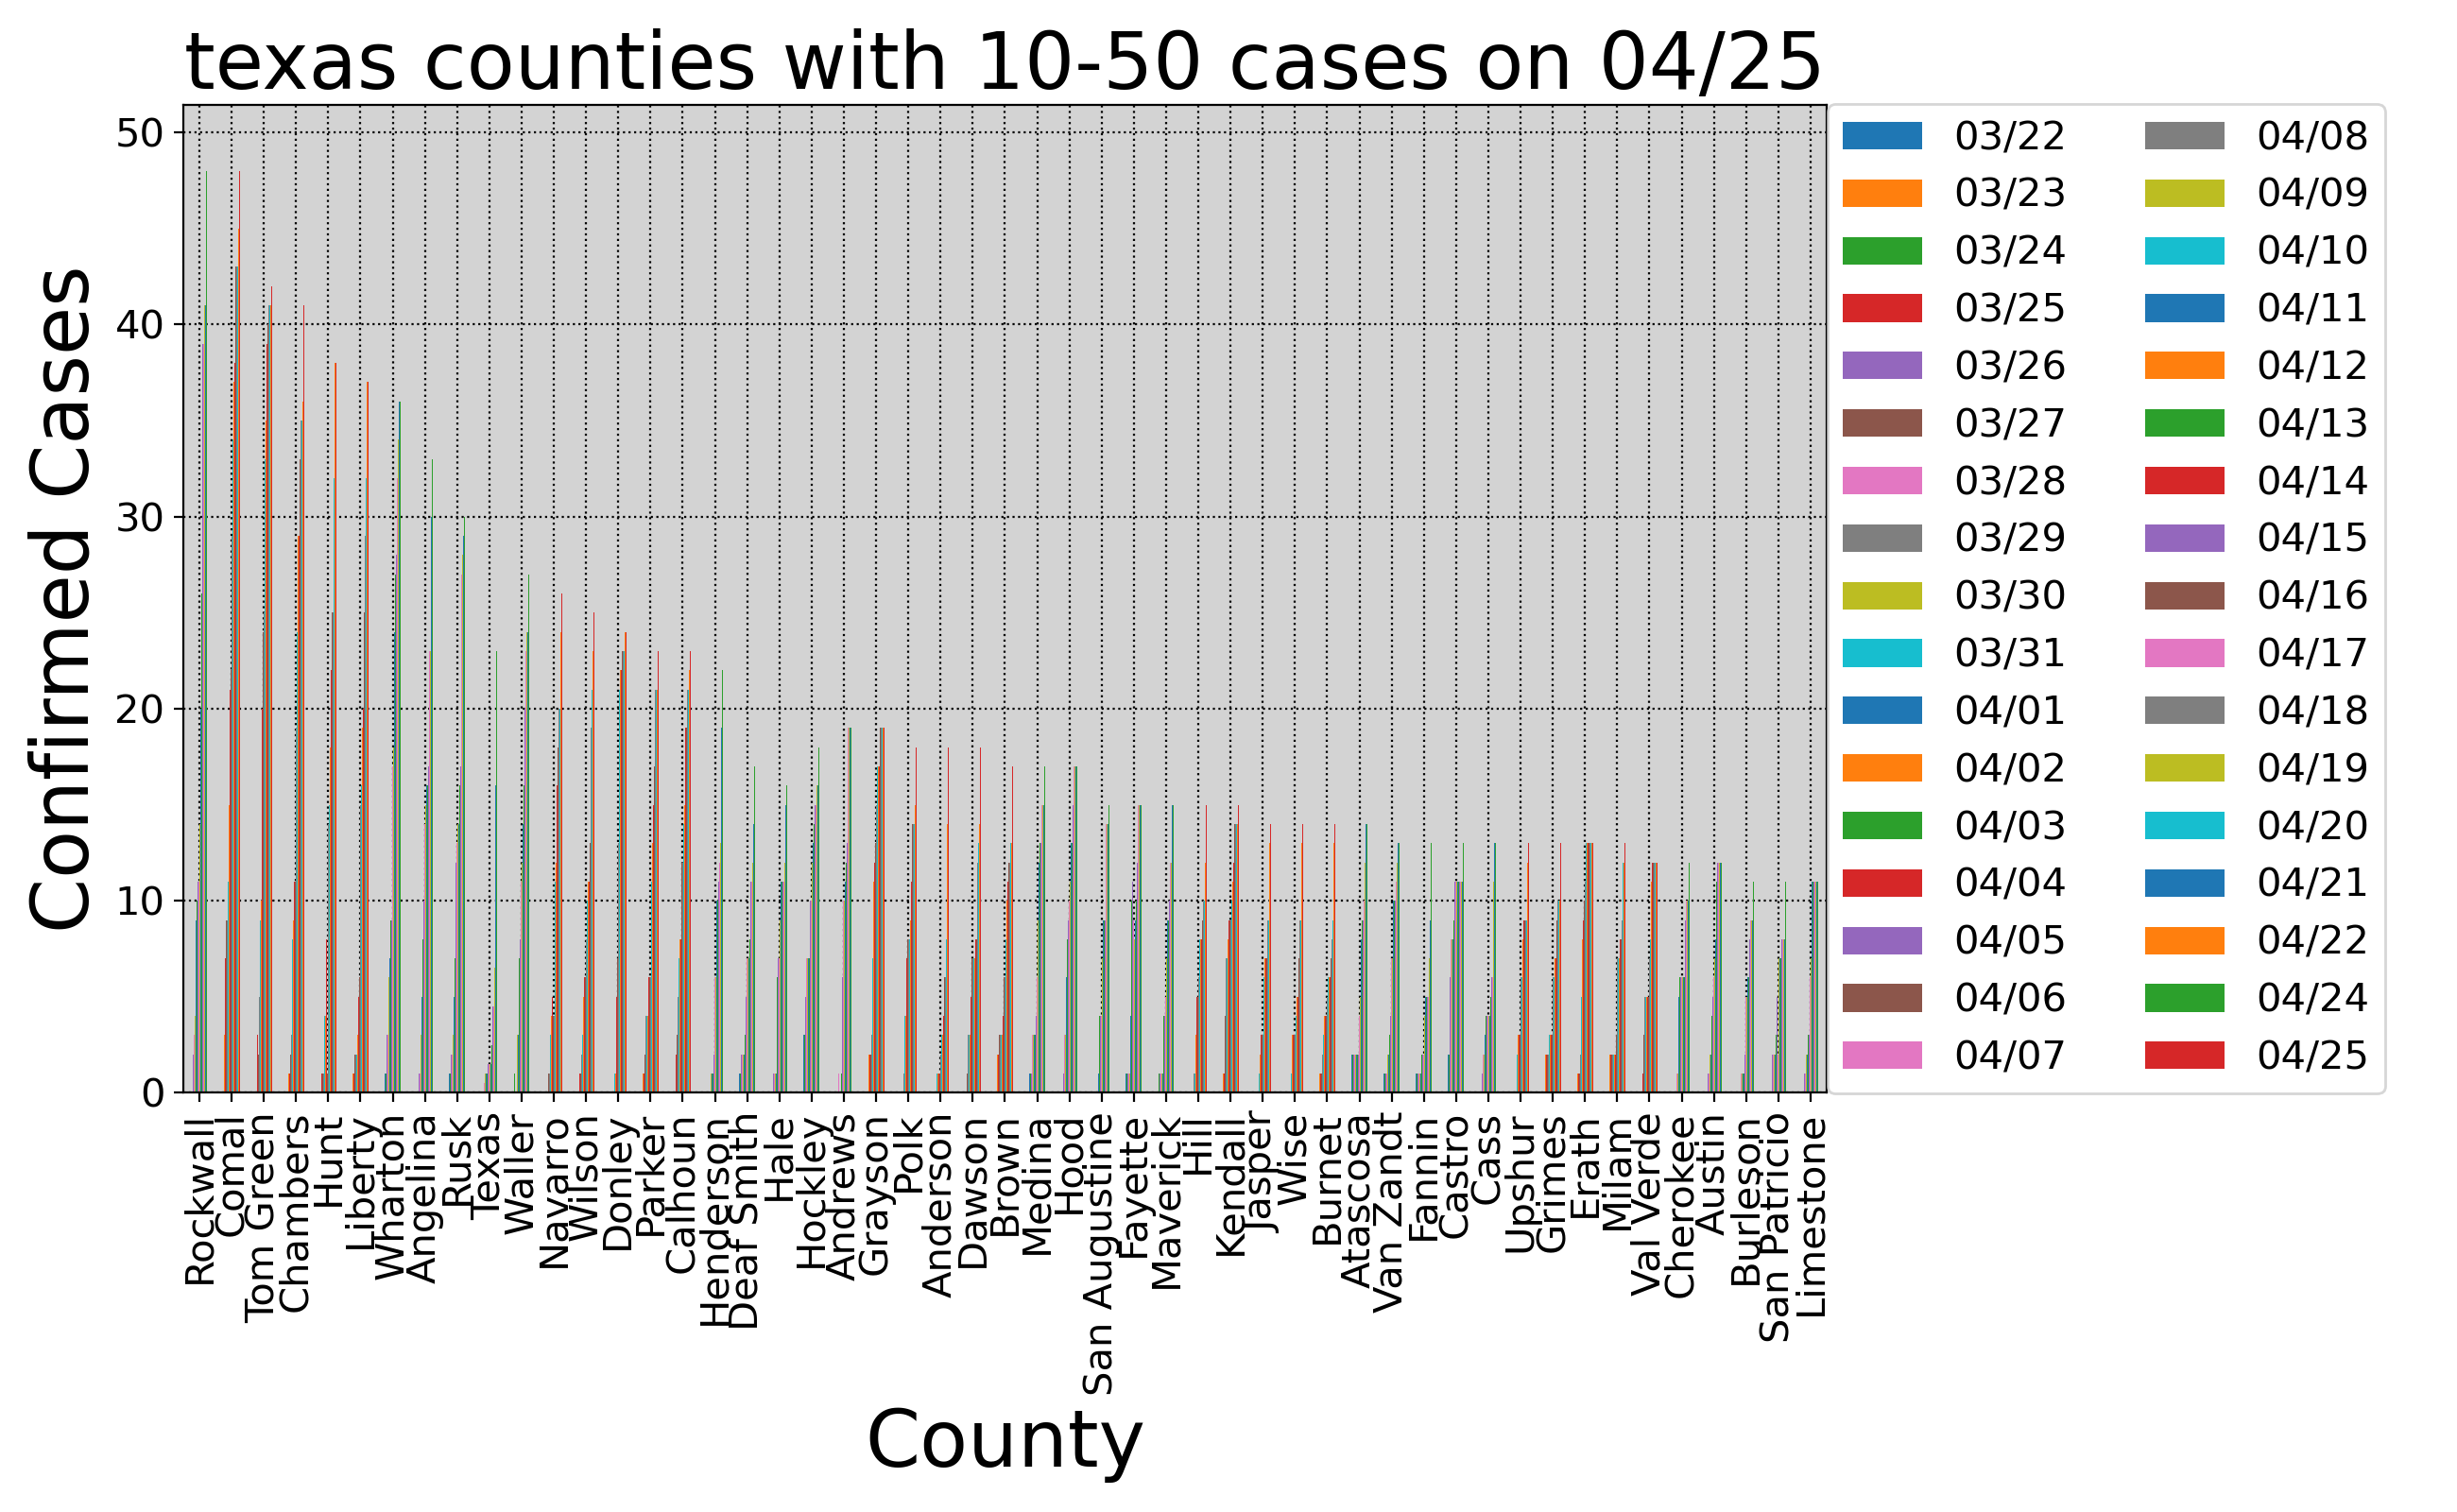 texas counties with 10-50 cases on 04/25
Confirmed Cases
50
40
30
20
10
0
Rockwall
Comal
Tom Green
Chambers
Hunt
Liberty
Wharton
Angelina
Rusk
Texas
Waller
Navarro
Wilson
Donley
Parker
Calhoun
Henderson
Deaf Smith
Hale
Hockley
Andrews
Grayson
Polk
Anderson
Dawson
Brown
Medina
Hood
San Augustine
Fayette
Maverick
Hill
Kendall
Jasper
Wise
Burnet
Atascosa
Van Zandt
Fannin
Castro
Cass
Upshur
Grimes
Erath
Milam
Val Verde
Cherokee
Austin
Burleson
San Patricio
Limestone
County
03/22
03/23
03/24
03/25
03/26
03/27
03/28
03/29
03/30
03/31
04/01
04/02
04/03
04/04
04/05
04/06
04/07
04/08
04/09
04/10
04/11
04/12
04/13
04/14
04/15
04/16
04/17
04/18
04/19
04/20
04/21
04/22
04/24
04/25